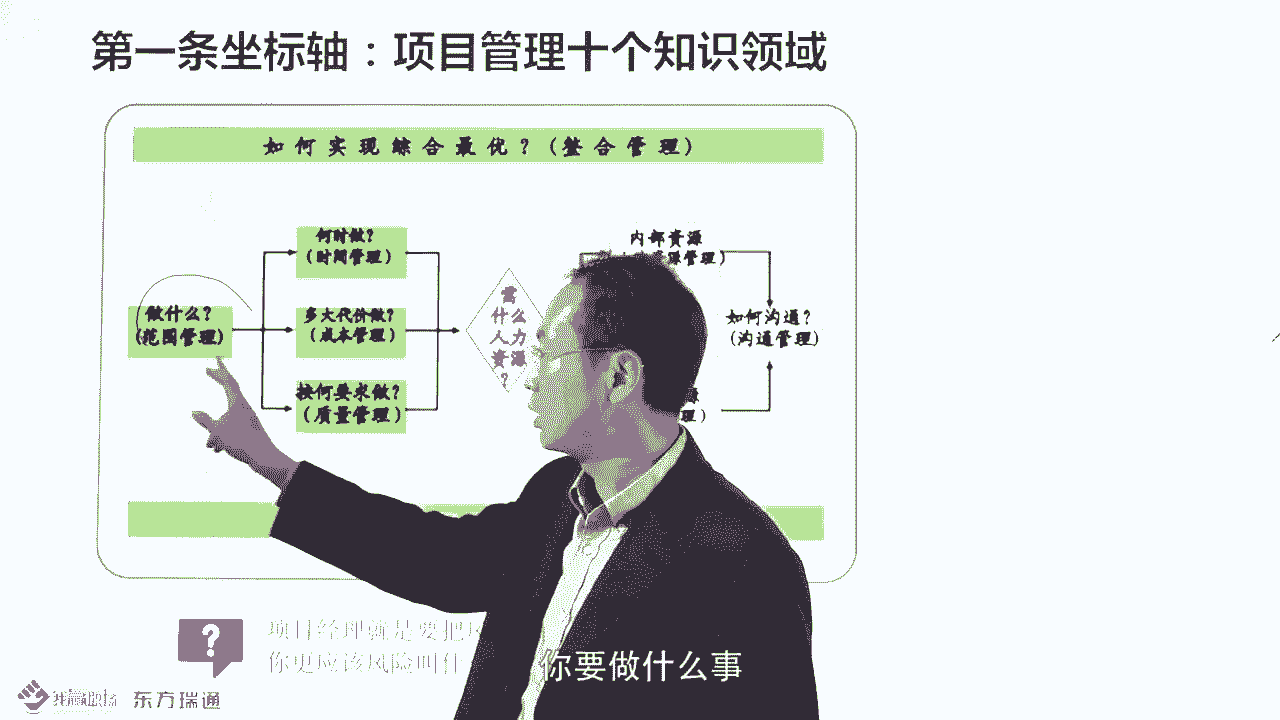 第一条坐标轴：项目管理十个知识领域
如何实现综合最优？(整合管理)
何时做？
(时间管理)
做什么？
(范围管理)
多大代价做？
(成本管理)
按何要求做？
(质量管理)
需
什么
人力
资源
？
内部资源
源管理)
如何沟通？
(沟通管理)
源
理)
?
项目经理就是要把
你更应该风险叫什
你要做什么事
东方瑞通